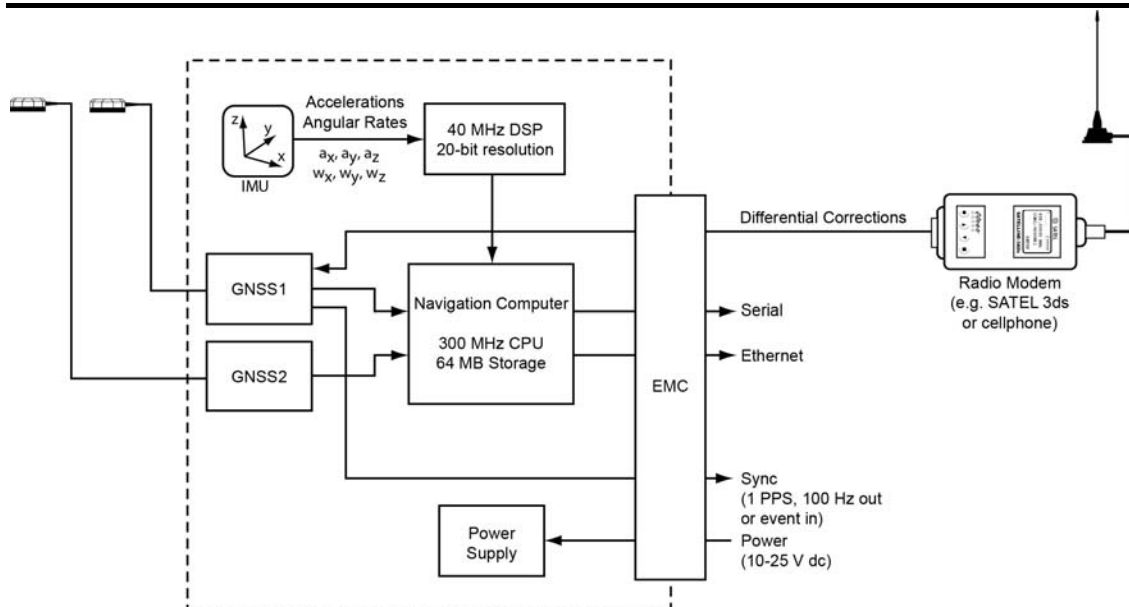 Accelerations
Angular Rates
ax, ay, az
wx, wy, wz
z
y
x
IMU
40 MHz DSP
20-bit resolution
Differential Corrections
GNSS1
GNSS2
Navigation Computer
300 MHz CPU
64 MB Storage
EMC
Serial
Ethernet
Radio Modem
(e.g. SATEL 3ds
or cellphone)
Sync
(1 PPS, 100 Hz out
or event in)
Power
Supply
Power
(10-25 V dc)